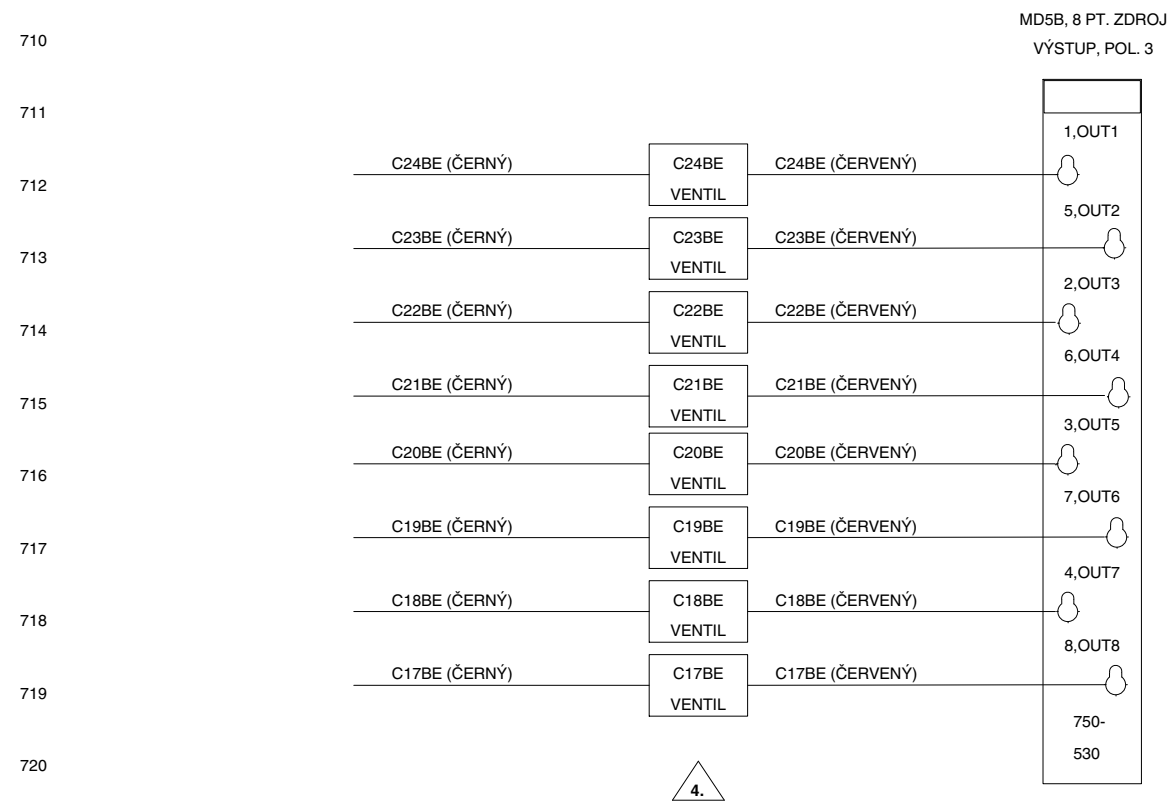 MD5B, 8 PT. ZDROJ
710
VÝSTUP, POL. 3
711
1,OUT1
C24BE (ČERNÝ) C24BE C24BE (ČERVENÝ)
712
VENTIL
5,OUT2
C23BE (ČERNÝ) C23BE C23BE (ČERVENÝ)
713
VENTIL
2,OUT3
C22BE (ČERNÝ) C22BE C22BE (ČERVENÝ)
714
VENTIL
6,OUT4
C21BE (ČERNÝ) C21BE C21BE (ČERVENÝ)
715
VENTIL
3,OUT5
C20BE (ČERNÝ) C20BE C20BE (ČERVENÝ)
716
VENTIL
7,OUT6
C19BE (ČERNÝ) C19BE C19BE (ČERVENÝ)
717
VENTIL
4,OUT7
C18BE (ČERNÝ) C18BE C18BE (ČERVENÝ)
718
VENTIL
8,OUT8
C17BE (ČERNÝ) C17BE C17BE (ČERVENÝ)
719
VENTIL
750-
530
720
4.